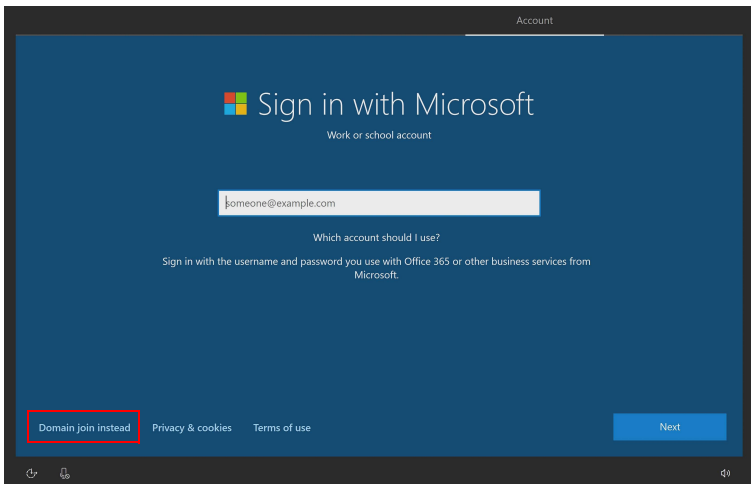 Account
Sign in with Microsoft
Work or school account
someone@example.com
Which account should I use?
Sign in with the username and password you use with Office 365 or other business services from
Microsoft.
Domain join instead Privacy & cookies Terms of use Next